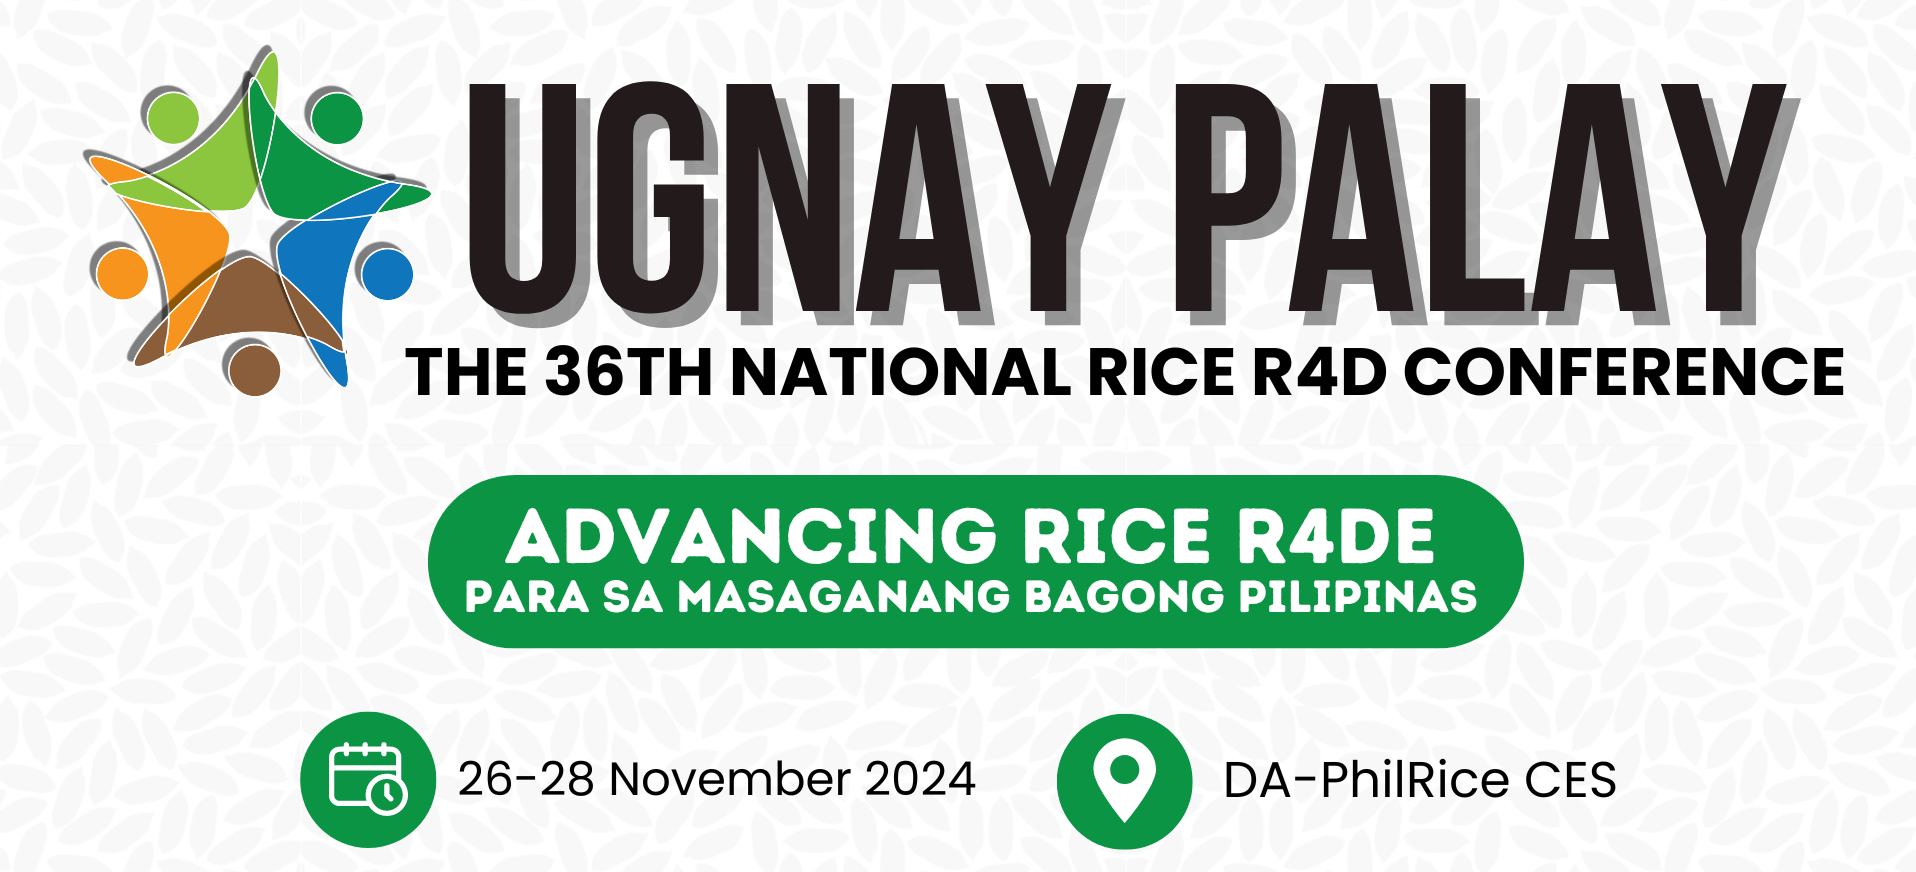 UGNAY PALAY
THE 36TH NATIONAL RICE R4D CONFERENCE
ADVANCING RICE R4DE
PARA SA MASAGANANG BAGONG PILIPINAS
26-28 November 2024
DA-PhilRice CES